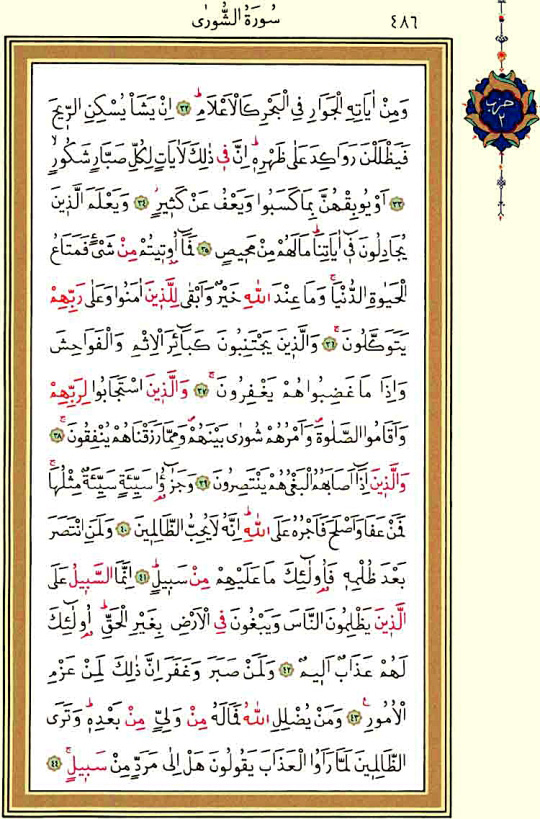 سُورَةُ الشُّورٰى
٤٨٦
حزب
٢
وَمِنْ اٰيَاتِهِ الْجَوَارِ فِي الْبَحْرِ كَالْاَعْلَامِۜ ﴿٣٢﴾ اِنْ يَشَأْ يُسْكِنِ الرّ۪يحَ
فَيَظْلَلْنَ رَوَاكِدَ عَلٰى ظَهْرِه۪ۜ اِنَّ ف۪ي ذٰلِكَ لَاٰيَاتٍ لِكُلِّ صَبَّارٍ شَكُورٍۙ
﴿٣٣﴾ اَوْ يُوبِقْهُنَّ بِمَا كَسَبُوا وَيَعْفُ عَنْ كَث۪يرٍۘ ﴿٣٤﴾ وَيَعْلَمَ الَّذ۪ينَ
يُجَادِلُونَ ف۪ٓي اٰيَاتِنَاۜ مَا لَهُمْ مِنْ مَح۪يصٍ ﴿٣٥﴾ فَمَٓا اُو۫ت۪يتُمْ مِنْ شَيْءٍ فَمَتَاعُ
الْحَيٰوةِ الدُّنْيَاۚ وَمَا عِنْدَ اللّٰهِ خَيْرٌ وَاَبْقٰى لِلَّذ۪ينَ اٰمَنُوا وَعَلٰى رَبِّهِمْ
يَتَوَكَّلُونَۚ ﴿٣٦﴾ وَالَّذ۪ينَ يَجْتَنِبُونَ كَبَٓائِرَ الْاِثْمِ وَالْفَوَاحِشَ
وَاِذَا مَا غَضِبُوا هُمْ يَغْفِرُونَۚ ﴿٣٧﴾ وَالَّذ۪ينَ اسْتَجَابُوا لِرَبِّهِمْ
وَاَقَامُوا الصَّلٰوةَۖ وَاَمْرُهُمْ شُورٰى بَيْنَهُمْۖ وَمِمَّا رَزَقْنَاهُمْ يُنْفِقُونَۚ ﴿٣٨﴾
وَالَّذ۪ينَ اِذَٓا اَصَابَهُمُ الْبَغْيُ هُمْ يَنْتَصِرُونَ ﴿٣٩﴾ وَجَزٰٓؤُ۬ا سَيِّئَةٍ سَيِّئَةٌ مِثْلُهَاۚ
فَمَنْ عَفَا وَاَصْلَحَ فَاَجْرُهُ عَلَى اللّٰهِۜ اِنَّهُ لَا يُحِبُّ الظَّالِم۪ينَ ﴿٤٠﴾ وَلَمَنِ انْتَصَرَ
بَعْدَ ظُلْمِه۪ فَاُو۬لٰٓئِكَ مَا عَلَيْهِمْ مِنْ سَب۪يلٍۜ ﴿٤١﴾ اِنَّمَا السَّب۪يلُ عَلَى
الَّذ۪ينَ يَظْلِمُونَ النَّاسَ وَيَبْغُونَ فِي الْاَرْضِ بِغَيْرِ الْحَقِّۜ اُو۬لٰٓئِكَ
لَهُمْ عَذَابٌ اَل۪يمٌ ﴿٤٢﴾ وَلَمَنْ صَبَرَ وَغَفَرَ اِنَّ ذٰلِكَ لَمِنْ عَزْمِ
الْاُمُورِ۟ ﴿٤٣﴾ وَمَنْ يُضْلِلِ اللّٰهُ فَمَا لَهُ مِنْ وَلِيٍّ مِنْ بَعْدِه۪ۜ وَتَرَى
الظَّالِم۪ينَ لَمَّا رَاَوُا الْعَذَابَ يَقُولُونَ هَلْ اِلٰى مَرَدٍّ مِنْ سَب۪يلٍۚ ﴿٤٤﴾